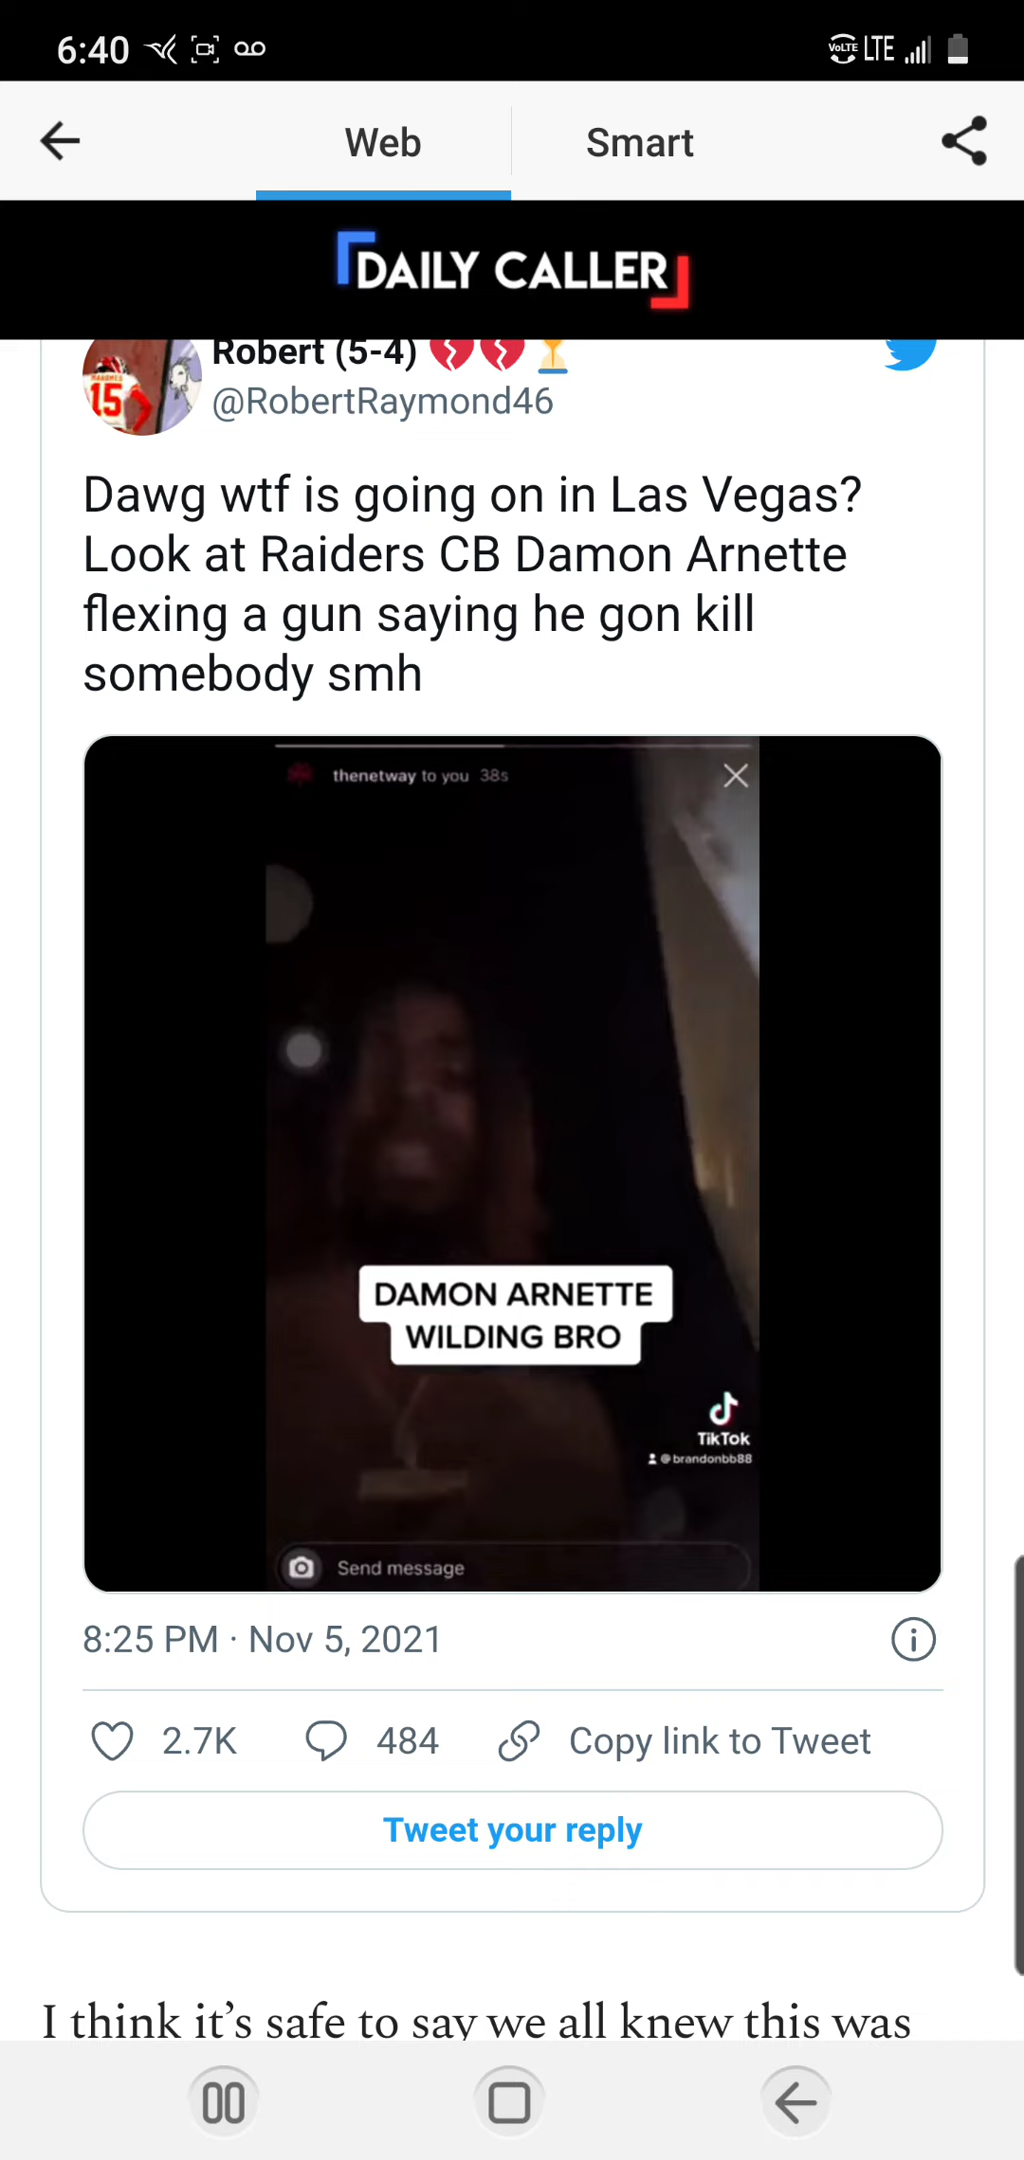 6:40
VoLTE LTE
Web
Smart
DAILY CALLER
Robert (5-4)
MAHOMES
15
@RobertRaymond46
Dawg wtf is going on in Las Vegas?
Look at Raiders CB Damon Arnette
flexing a gun saying he gon kill
somebody smh
thenetway to you 38s
DAMON ARNETTE
WILDING BRO
TikTok
@brandonbb88
Send message
8:25 PM · Nov 5, 2021
2.7K
484
Copy link to Tweet
Tweet your reply
I think it’s safe to say we all knew this was